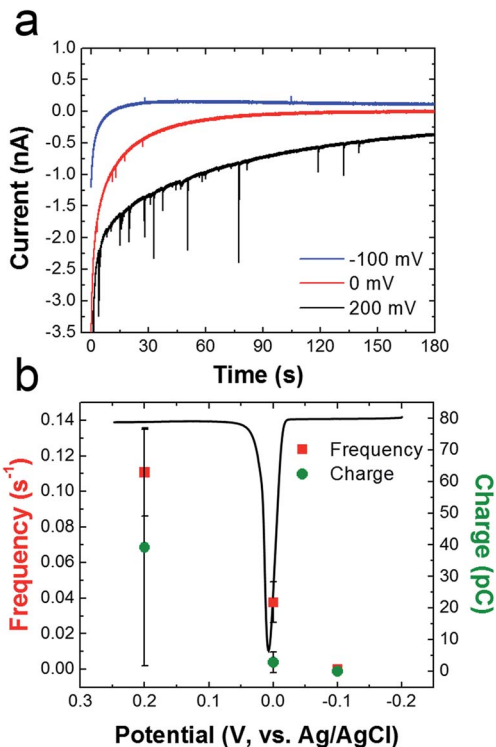 a
1.0
0.5
0.0
-0.5
-1.0
-1.5
-2.0
-2.5
-3.0
-3.5
Current (nA)
-100 mV
0 mV
200 mV
0 30 60 90 120 150 180
Time (s)
b
0.14
0.12
0.10
0.08
0.06
0.04
0.02
0.00
Frequency (s⁻¹)
Frequency
Charge
80
70
60
50
40
30
20
10
0
Charge (pC)
0.3 0.2 0.1 0.0 -0.1 -0.2
Potential (V, vs. Ag/AgCl)